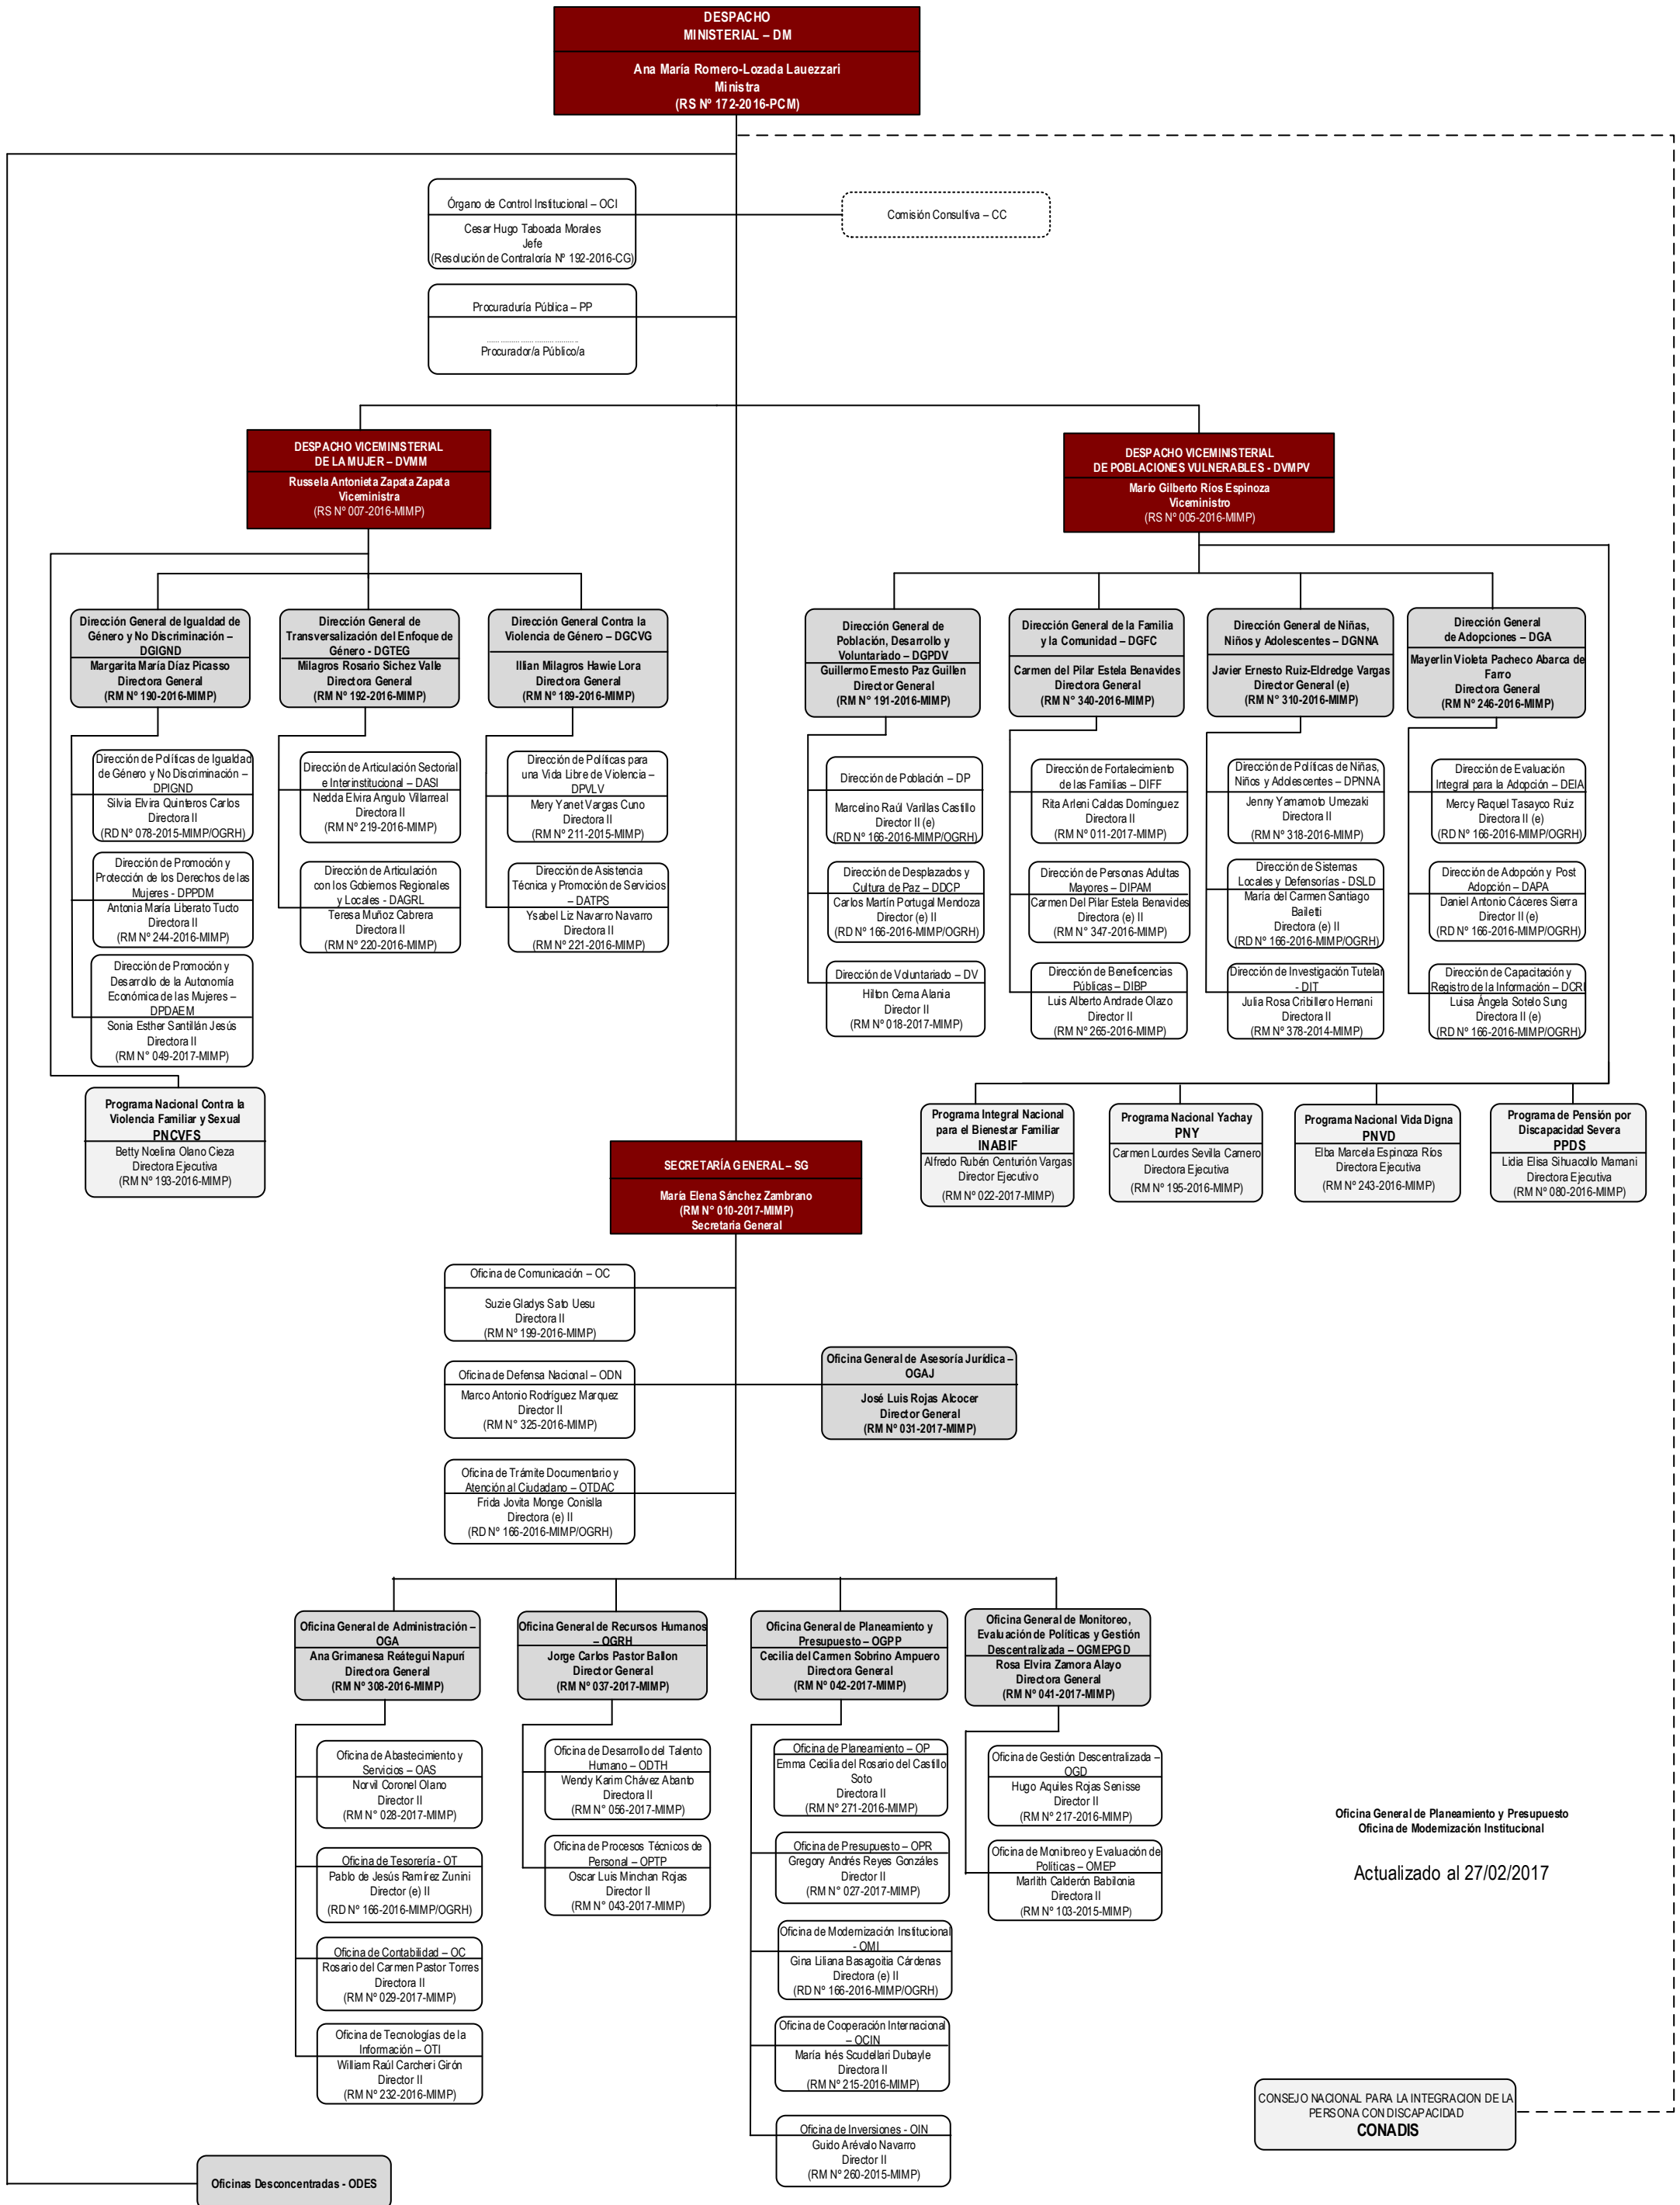 DESPACHO
MINISTERIAL – DM
Ana María Romero-Lozada Lauezzari
Ministra
(RS Nº 172-2016-PCM)
Órgano de Control Institucional – OCI
Cesar Hugo Taboada Morales
Jefe
(Resolución de Contraloría Nº 192-2016-CG)
Comisión Consultiva – CC
Procuraduría Pública – PP
........................................
Procurador/a Público/a
DESPACHO VICEMINISTERIAL
DE LA MUJER – DVMM
Russela Antonieta Zapata Zapata
Viceministra
(RS Nº 007-2016-MIMP)
DESPACHO VICEMINISTERIAL
DE POBLACIONES VULNERABLES - DVMPV
Mario Gilberto Ríos Espinoza
Viceministro
(RS Nº 005-2016-MIMP)
Dirección General de Igualdad de
Género y No Discriminación –
DGIGND
Margarita María Díaz Picasso
Directora General
(RM Nº 190-2016-MIMP)
Dirección General de
Transversalización del Enfoque de
Género - DGTEG
Milagros Rosario Sichez Valle
Directora General
(RM Nº 192-2016-MIMP)
Dirección General Contra la
Violencia de Género – DGCVG
Illian Milagros Hawie Lora
Directora General
(RM Nº 189-2016-MIMP)
Dirección General de
Población, Desarrollo y
Voluntariado – DGPDV
Guillermo Ernesto Paz Guillen
Director General
(RM Nº 191-2016-MIMP)
Dirección General de la Familia
y la Comunidad – DGFC
Carmen del Pilar Estela Benavides
Directora General
(RM Nº 340-2016-MIMP)
Dirección General de Niñas,
Niños y Adolescentes – DGNNA
Javier Ernesto Ruiz-Eldredge Vargas
Director General (e)
(RM Nº 310-2016-MIMP)
Dirección General
de Adopciones – DGA
Mayerlin Violeta Pacheco Abarca de
Farro
Directora General
(RM Nº 246-2016-MIMP)
Dirección de Políticas de Igualdad
de Género y No Discriminación –
DPIGND
Silvia Elvira Quinteros Carlos
Directora II
(RD Nº 078-2015-MIMP/OGRH)
Dirección de Articulación Sectorial
e Interinstitucional – DASI
Nedda Elvira Angulo Villarreal
Directora II
(RM Nº 219-2016-MIMP)
Dirección de Políticas para
una Vida Libre de Violencia –
DPVLV
Mery Yanet Vargas Cuno
Directora II
(RM Nº 211-2015-MIMP)
Dirección de Población – DP
Marcelino Raúl Varillas Castillo
Director II (e)
(RD Nº 166-2016-MIMP/OGRH)
Dirección de Fortalecimiento
de las Familias – DIFF
Rita Arleni Caldas Domínguez
Directora II
(RM Nº 011-2017-MIMP)
Dirección de Políticas de Niñas,
Niños y Adolescentes – DPNNA
Jenny Yamamoto Umezaki
Directora II
(RM Nº 318-2016-MIMP)
Dirección de Evaluación
Integral para la Adopción – DEIA
Mercy Raquel Tasayco Ruiz
Directora II (e)
(RD Nº 166-2016-MIMP/OGRH)
Dirección de Promoción y
Protección de los Derechos de las
Mujeres - DPPDM
Antonia María Liberato Tucto
Directora II
(RM Nº 244-2016-MIMP)
Dirección de Articulación
con los Gobiernos Regionales
y Locales - DAGRL
Teresa Muñoz Cabrera
Directora II
(RM Nº 220-2016-MIMP)
Dirección de Asistencia
Técnica y Promoción de Servicios
– DATPS
Ysabel Liz Navarro Navarro
Directora II
(RM Nº 221-2016-MIMP)
Dirección de Desplazados y
Cultura de Paz – DDCP
Carlos Martín Portugal Mendoza
Director (e) II
(RD Nº 166-2016-MIMP/OGRH)
Dirección de Personas Adultas
Mayores – DIPAM
Carmen Del Pilar Estela Benavides
Directora (e) II
(RM Nº 347-2016-MIMP)
Dirección de Sistemas
Locales y Defensorías - DSLD
María del Carmen Santiago
Bailetti
Directora (e) II
(RD Nº 166-2016-MIMP/OGRH)
Dirección de Adopción y Post
Adopción – DAPA
Daniel Antonio Cáceres Sierra
Director II (e)
(RD Nº 166-2016-MIMP/OGRH)
Dirección de Promoción y
Desarrollo de la Autonomía
Económica de las Mujeres –
DPDAEM
Sonia Esther Santillán Jesús
Directora II
(RM N° 049-2017-MIMP)
Dirección de Voluntariado – DV
Hilton Cerna Alania
Director II
(RM Nº 018-2017-MIMP)
Dirección de Beneficencias
Públicas – DIBP
Luis Alberto Andrade Olazo
Director II
(RM Nº 265-2016-MIMP)
Dirección de Investigación Tutelar
- DIT
Julia Rosa Cribillero Hernani
Directora II
(RM Nº 378-2014-MIMP)
Dirección de Capacitación y
Registro de la Información – DCRI
Luisa Ángela Sotelo Sung
Directora II (e)
(RD Nº 166-2016-MIMP/OGRH)
Programa Nacional Contra la
Violencia Familiar y Sexual
PNCVFS
Betty Noelina Olano Cieza
Directora Ejecutiva
(RM Nº 193-2016-MIMP)
Programa Integral Nacional
para el Bienestar Familiar
INABIF
Alfredo Rubén Centurión Vargas
Director Ejecutivo
(RM Nº 022-2017-MIMP)
Programa Nacional Yachay
PNY
Carmen Lourdes Sevilla Carnero
Directora Ejecutiva
(RM Nº 195-2016-MIMP)
Programa Nacional Vida Digna
PNVD
Elba Marcela Espinoza Ríos
Directora Ejecutiva
(RM Nº 243-2016-MIMP)
Programa de Pensión por
Discapacidad Severa
PPDS
Lidia Elisa Sihuacollo Mamani
Directora Ejecutiva
(RM Nº 080-2016-MIMP)
SECRETARÍA GENERAL – SG
María Elena Sánchez Zambrano
(RM N° 010-2017-MIMP)
Secretaria General
Oficina de Comunicación – OC
Suzie Gladys Sato Uesu
Directora II
(RM Nº 199-2016-MIMP)
Oficina de Defensa Nacional – ODN
Marco Antonio Rodríguez Marquez
Director II
(RM N° 325-2016-MIMP)
Oficina General de Asesoría Jurídica –
OGAJ
José Luis Rojas Alcocer
Director General
(RM Nº 031-2017-MIMP)
Oficina de Trámite Documentario y
Atención al Ciudadano – OTDAC
Frida Jovita Monge Conislla
Directora (e) II
(RD Nº 166-2016-MIMP/OGRH)
Oficina General de Administración –
OGA
Ana Grimanesa Reátegui Napurí
Directora General
(RM Nº 308-2016-MIMP)
Oficina General de Recursos Humanos
– OGRH
Jorge Carlos Pastor Ballon
Director General
(RM Nº 037-2017-MIMP)
Oficina General de Planeamiento y
Presupuesto – OGPP
Cecilia del Carmen Sobrino Ampuero
Directora General
(RM Nº 042-2017-MIMP)
Oficina General de Monitoreo,
Evaluación de Políticas y Gestión
Descentralizada – OGMEPGD
Rosa Elvira Zamora Alayo
Directora General
(RM Nº 041-2017-MIMP)
Oficina de Abastecimiento y
Servicios – OAS
Norvil Coronel Olano
Director II
(RM N° 028-2017-MIMP)
Oficina de Desarrollo del Talento
Humano – ODTH
Wendy Karim Chávez Abanto
Directora II
(RM N° 056-2017-MIMP)
Oficina de Planeamiento – OP
Emma Cecilia del Rosario del Castillo
Soto
Directora II
(RM Nº 271-2016-MIMP)
Oficina de Gestión Descentralizada –
OGD
Hugo Aquiles Rojas Senisse
Director II
(RM Nº 217-2016-MIMP)
Oficina de Tesorería - OT
Pablo de Jesús Ramírez Zunini
Director (e) II
(RD Nº 166-2016-MIMP/OGRH)
Oficina de Procesos Técnicos de
Personal – OPTP
Oscar Luis Minchan Rojas
Director II
(RM Nº 043-2017-MIMP)
Oficina de Presupuesto – OPR
Gregory Andrés Reyes Gonzáles
Director II
(RM Nº 027-2017-MIMP)
Oficina de Monitoreo y Evaluación de
Políticas – OMEP
Marlith Calderón Babilonia
Directora II
(RM Nº 103-2015-MIMP)
Oficina General de Planeamiento y Presupuesto
Oficina de Modernización Institucional
Actualizado al 27/02/2017
Oficina de Contabilidad – OC
Rosario del Carmen Pastor Torres
Directora II
(RM Nº 029-2017-MIMP)
Oficina de Modernización Institucional
- OMI
Gina Liliana Basagoitia Cárdenas
Directora (e) II
(RD Nº 166-2016-MIMP/OGRH)
Oficina de Tecnologías de la
Información – OTI
William Raúl Carcheri Girón
Director II
(RM Nº 232-2016-MIMP)
Oficina de Cooperación Internacional
– OCIN
María Inés Scudellari Dubayle
Directora II
(RM Nº 215-2016-MIMP)
Oficina de Inversiones - OIN
Guido Arévalo Navarro
Director II
(RM Nº 260-2015-MIMP)
CONSEJO NACIONAL PARA LA INTEGRACION DE LA
PERSONA CON DISCAPACIDAD
CONADIS
Oficinas Desconcentradas - ODES